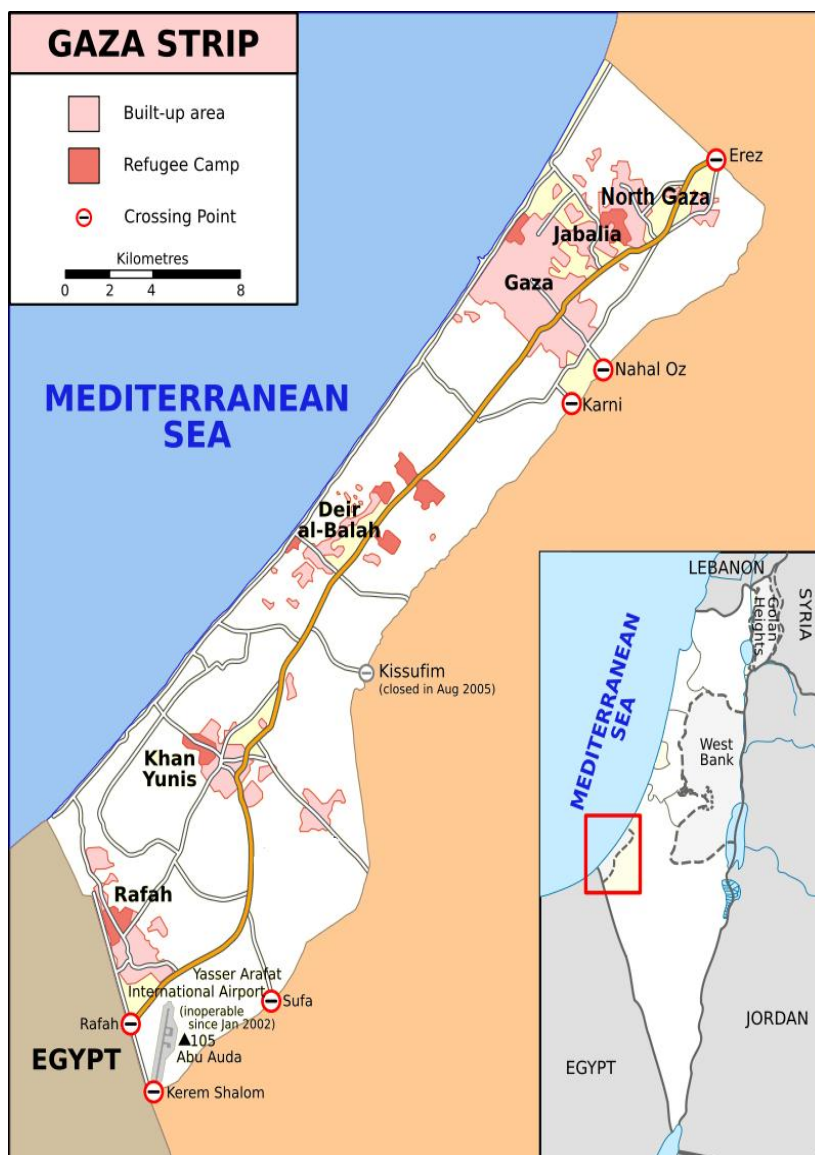 GAZA STRIP
Built-up area
Refugee Camp
Crossing Point
Kilometres
0 2 4 8
MEDITERRANEAN
SEA
Erez
North Gaza
Jabalia
Gaza
Nahal Oz
Karni
Deir
al-Balah
Kissufim
(closed in Aug 2005)
Khan
Yunis
Rafah
Yasser Arafat
International Airport
(inoperable
since Jan 2002)
105
Abu Auda
Sufa
Rafah
EGYPT
Kerem Shalom
LEBANON
SYRIA
Golan
Heights
MEDITERRANEAN
SEA
West
Bank
JORDAN
EGYPT